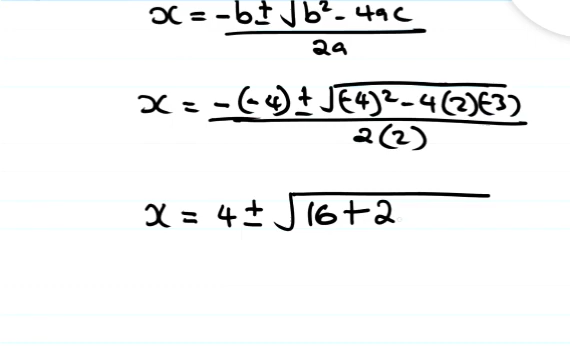 x = -b ± √b² - 4ac / 2a
x = -(-4) ± √(-4)² - 4(2)(-3) / 2(2)
x = 4 ± √16 + 2